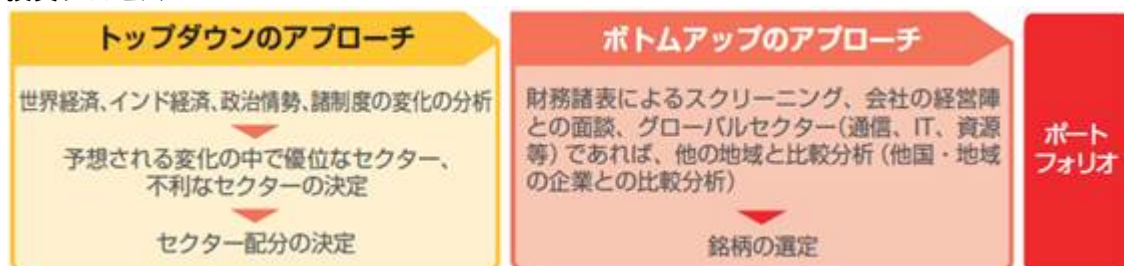 トップダウンのアプローチ
世界経済、インド経済、政治情勢、諸制度の変化の分析
予想される変化の中で優位なセクター、
不利なセクターの決定
セクター配分の決定
ボトムアップのアプローチ
財務諸表によるスクリーニング、会社の経営陣
との面談、グローバルセクター(通信、IT、資源
等)であれば、他の地域と比較分析(他国・地域
の企業との比較分析)
銘柄の選定
ポート
フォリオ